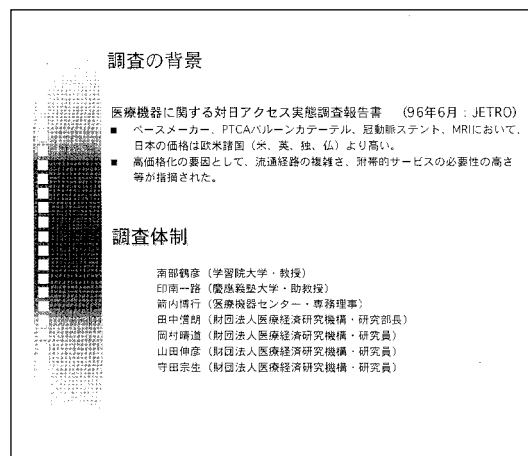 調査の背景
医療機器に関する対日アクセス実態調査報告書　(96年6月：JETRO)
■ ペースメーカー、PTCAバルーンカテーテル、冠動脈ステント、MRIにおいて、
日本の価格は欧米諸国（米、英、独、仏）より高い。
■ 高価格化の要因として、流通経路の複雑さ、附帯的サービスの必要性の高さ
等が指摘された。
調査体制
南部鶴彦（学習院大学・教授）
印南一路（慶應義塾大学・助教授）
箭内博行（医療機器センター・専務理事）
田中信朗（財団法人医療経済研究機構・研究部長）
岡村晴道（財団法人医療経済研究機構・研究員）
山田伸彦（財団法人医療経済研究機構・研究員）
守田宗生（財団法人医療経済研究機構・研究員）